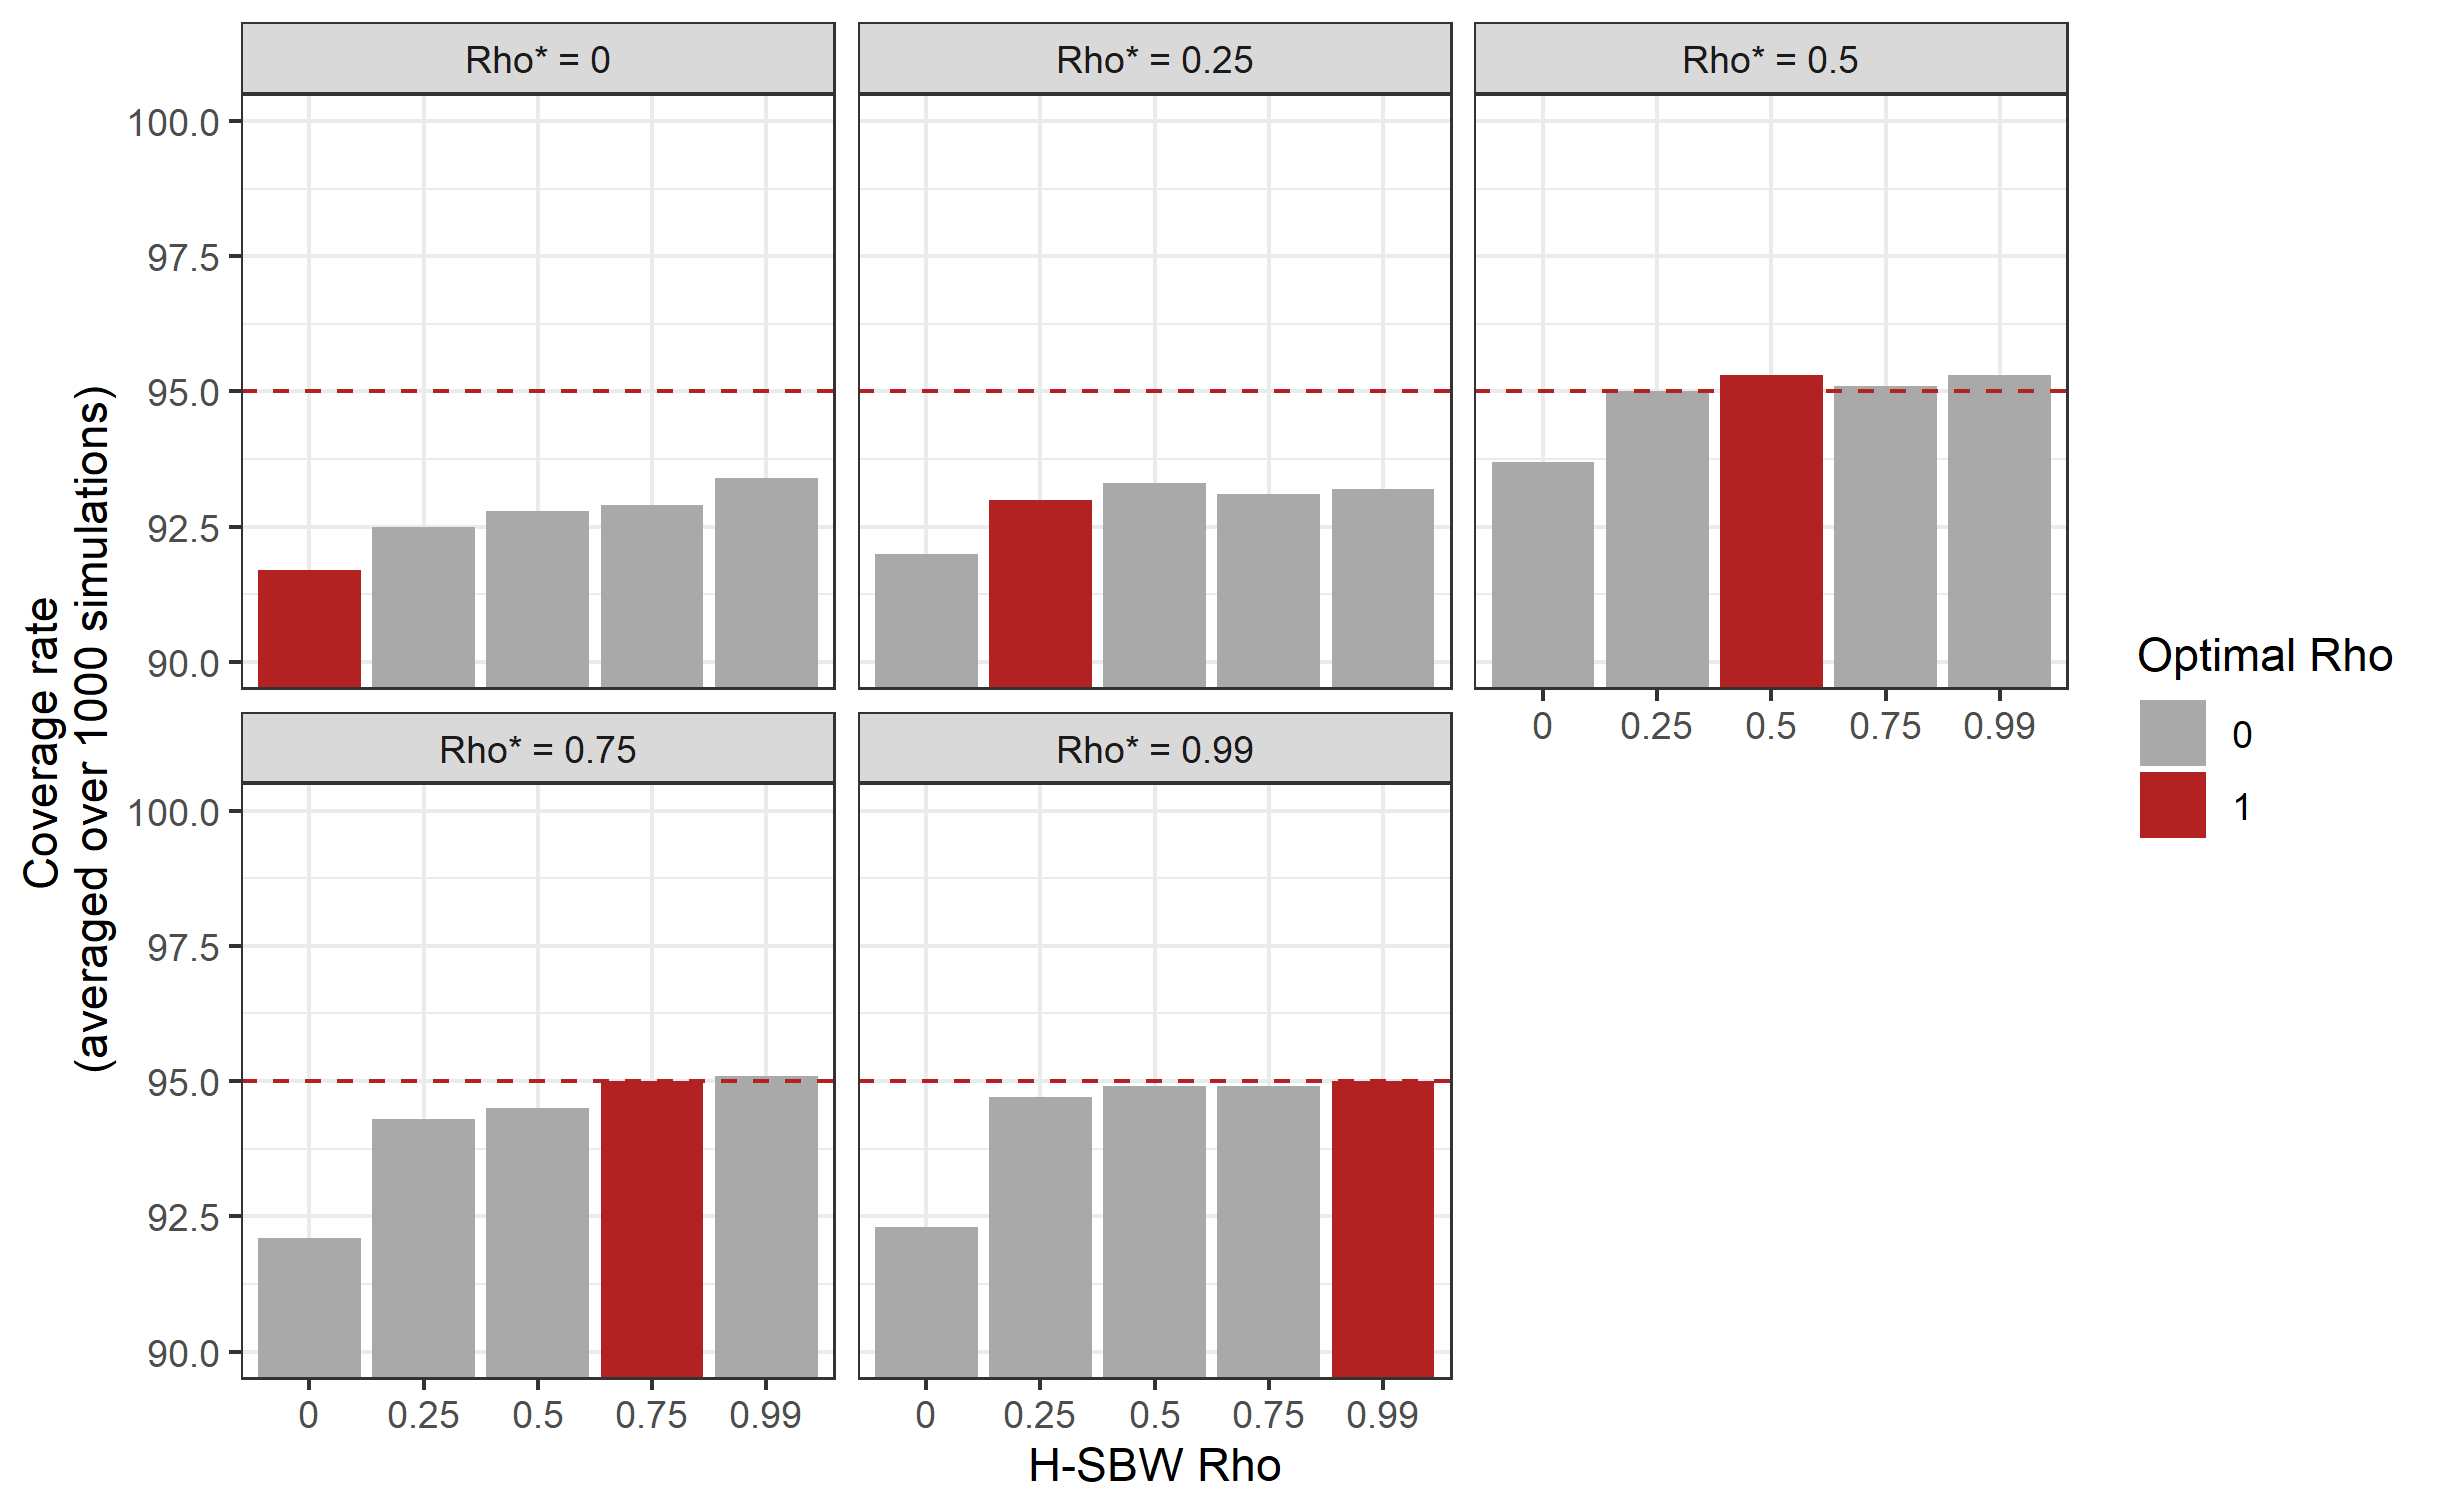 Rho* = 0
Rho* = 0.25
Rho* = 0.5
100.0
97.5
95.0
92.5
90.0
0 0.25 0.5 0.75 0.99
Rho* = 0.75
Rho* = 0.99
100.0
97.5
95.0
92.5
90.0
0 0.25 0.5 0.75 0.99
0 0.25 0.5 0.75 0.99
H-SBW Rho
Coverage rate
(averaged over 1000 simulations)
Optimal Rho
0
1